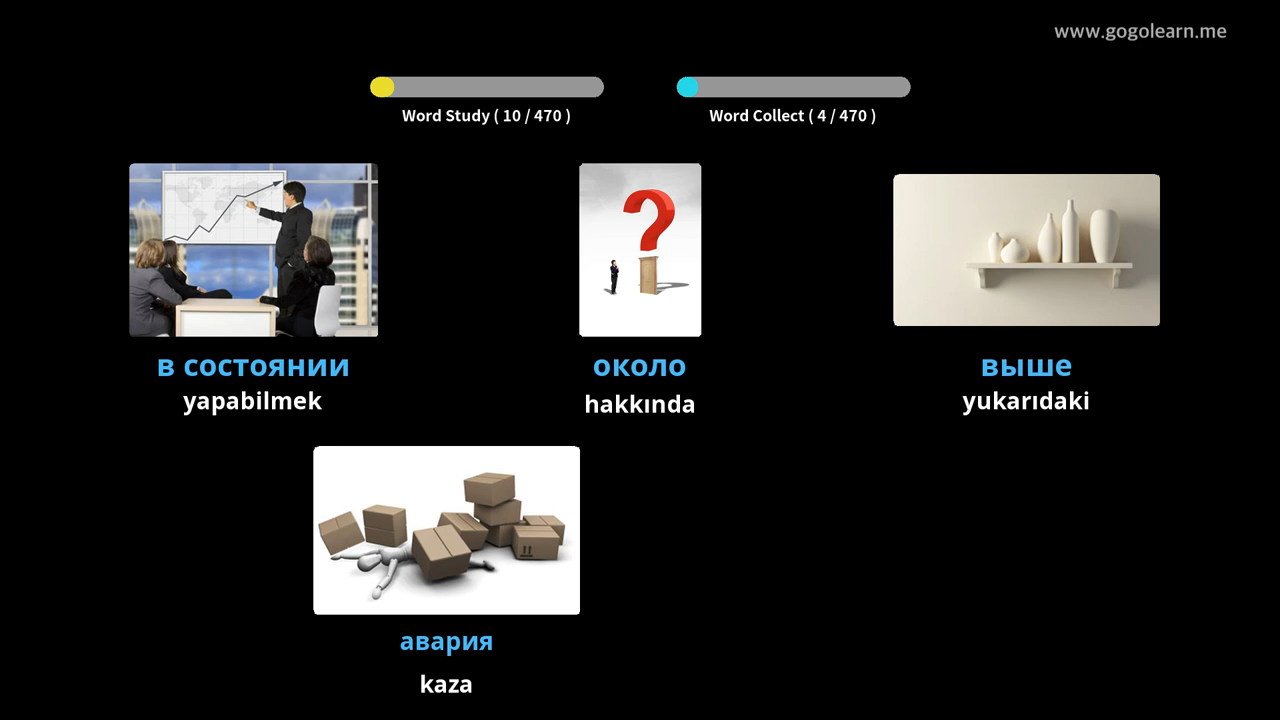 www.gogolearn.me
Word Study ( 10 / 470 )
Word Collect ( 4 / 470 )
в состоянии
yapabilmek
около
hakkında
выше
yukarıdaki
авария
kaza